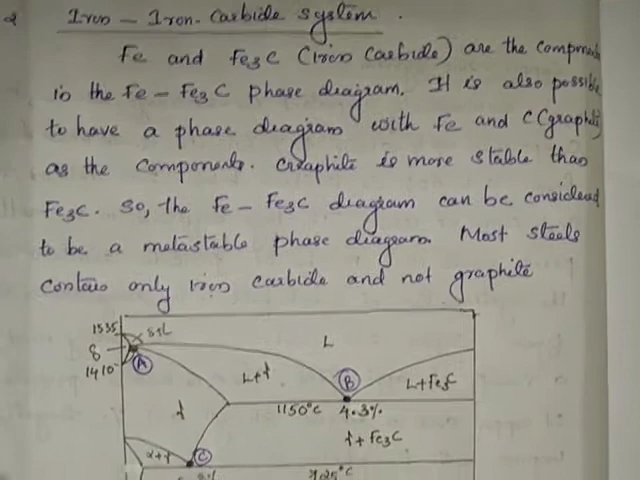 Iron - Iron-Carbide system.
Fe and Fe3C (Iron Carbide) are the
in the Fe - Fe3C phase diagram. It is also possible
to have a phase diagram with Fe and C (graphite)
as the Components. Graphite is more stable than
Fe3C. So, the Fe - Fe3C diagram can be considered
to be a metastable phase diagram. Most steels
contain only iron carbide and not graphite
1535
δ+L
L
δ
A
1410
L+γ
B
L+Fe3C
γ
1150°C 4.3%
γ+Fe3C
α+γ
C